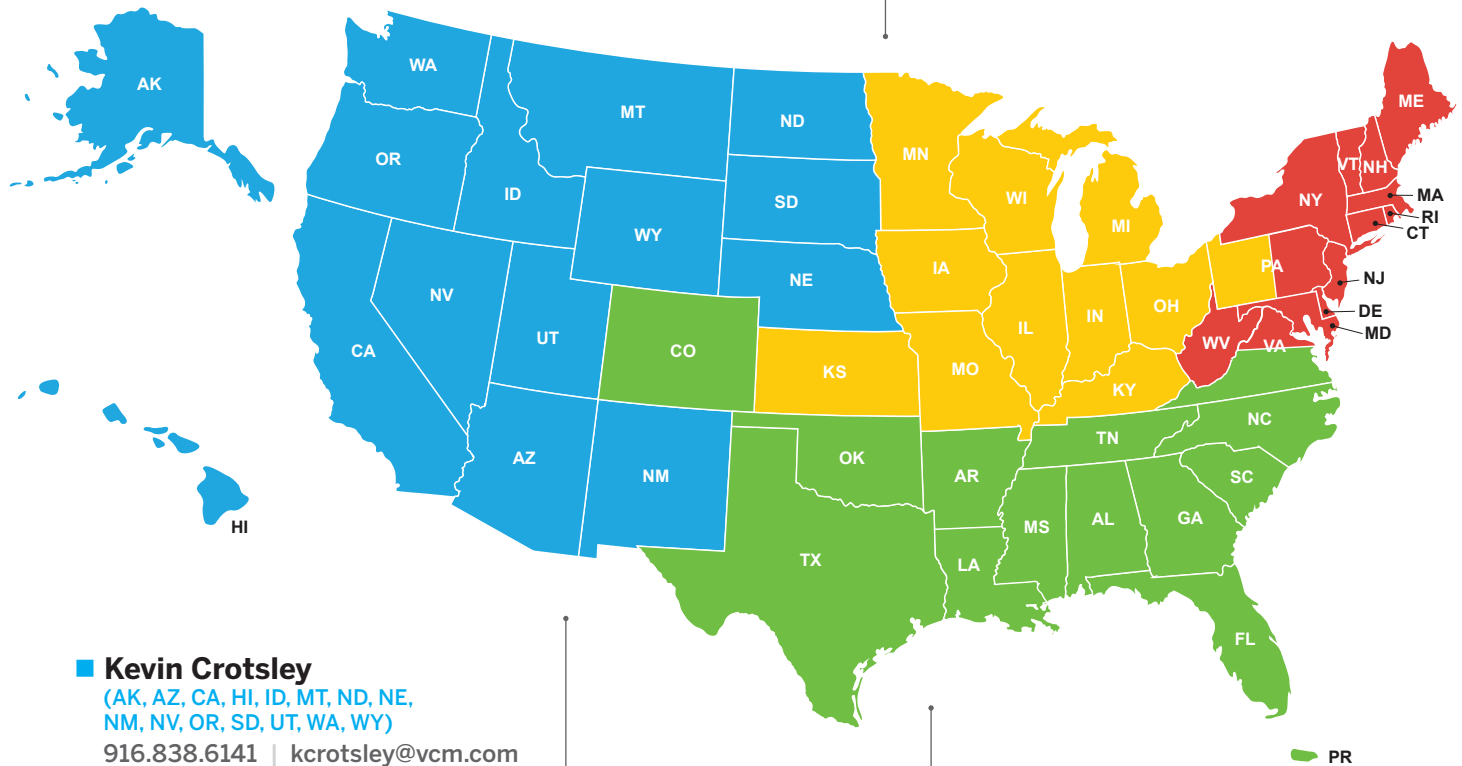 AK
WA
MT
ND
MN
ME
OR
ID
SD
WI
VT
NH
NY
MA
RI
CT
WY
MI
IA
NE
PA
NJ
NV
UT
CO
IL
IN
OH
DE
MD
CA
KS
MO
WV
VA
KY
AZ
NM
OK
AR
TN
NC
SC
HI
TX
LA
MS
AL
GA
FL
Kevin Crotsley
(AK, AZ, CA, HI, ID, MT, ND, NE,
NM, NV, OR, SD, UT, WA, WY)
916.838.6141 | kcrotsley@vcm.com
PR